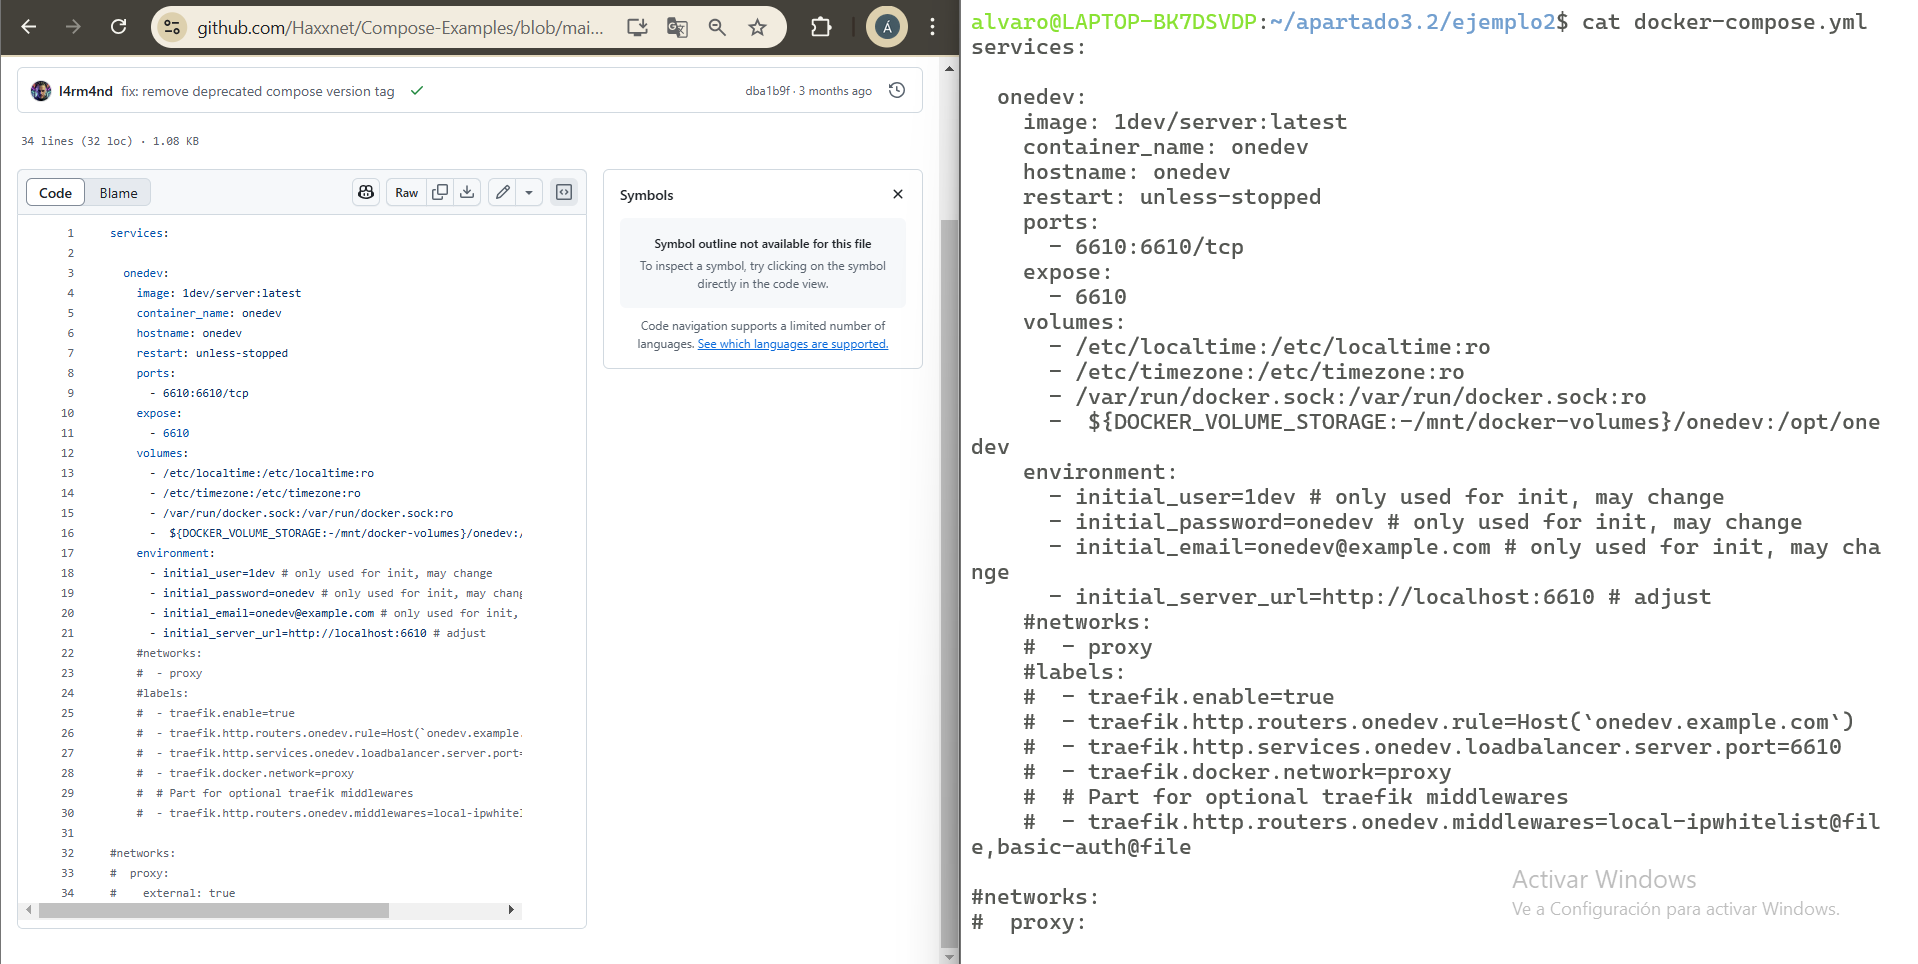 github.com/Haxxnet/Compose-Examples/blob/mai...
Á
l4rm4nd fix: remove deprecated compose version tag
dba1b9f · 3 months ago
34 lines (32 loc) · 1.08 KB
Code
Blame
Raw
1 services:
2
3   onedev:
4     image: 1dev/server:latest
5     container_name: onedev
6     hostname: onedev
7     restart: unless-stopped
8     ports:
9       - 6610:6610/tcp
10     expose:
11       - 6610
12     volumes:
13       - /etc/localtime:/etc/localtime:ro
14       - /etc/timezone:/etc/timezone:ro
15       - /var/run/docker.sock:/var/run/docker.sock:ro
16       -  ${DOCKER_VOLUME_STORAGE:-/mnt/docker-volumes}/onedev:/
17     environment:
18       - initial_user=1dev # only used for init, may change
19       - initial_password=onedev # only used for init, may chang
20       - initial_email=onedev@example.com # only used for init,
21       - initial_server_url=http://localhost:6610 # adjust
22     #networks:
23     #  - proxy
24     #labels:
25     #  - traefik.enable=true
26     #  - traefik.http.routers.onedev.rule=Host(`onedev.example.
27     #  - traefik.http.services.onedev.loadbalancer.server.port=
28     #  - traefik.docker.network=proxy
29     #  # Part for optional traefik middlewares
30     #  - traefik.http.routers.onedev.middlewares=local-ipwhitel
31
32 #networks:
33 #  proxy:
34 #    external: true
Symbols
Symbol outline not available for this file
To inspect a symbol, try clicking on the symbol
directly in the code view.
Code navigation supports a limited number of
languages. See which languages are supported.
alvaro@LAPTOP-BK7DSVDP:~/apartado3.2/ejemplo2$ cat docker-compose.yml
services:

  onedev:
    image: 1dev/server:latest
    container_name: onedev
    hostname: onedev
    restart: unless-stopped
    ports:
      - 6610:6610/tcp
    expose:
      - 6610
    volumes:
      - /etc/localtime:/etc/localtime:ro
      - /etc/timezone:/etc/timezone:ro
      - /var/run/docker.sock:/var/run/docker.sock:ro
      -  ${DOCKER_VOLUME_STORAGE:-/mnt/docker-volumes}/onedev:/opt/one
dev
    environment:
      - initial_user=1dev # only used for init, may change
      - initial_password=onedev # only used for init, may change
      - initial_email=onedev@example.com # only used for init, may cha
nge
      - initial_server_url=http://localhost:6610 # adjust
    #networks:
    #  - proxy
    #labels:
    #  - traefik.enable=true
    #  - traefik.http.routers.onedev.rule=Host(`onedev.example.com`)
    #  - traefik.http.services.onedev.loadbalancer.server.port=6610
    #  - traefik.docker.network=proxy
    #  # Part for optional traefik middlewares
    #  - traefik.http.routers.onedev.middlewares=local-ipwhitelist@fil
e,basic-auth@file

#networks:
#  proxy:
Activar Windows
Ve a Configuración para activar Windows.